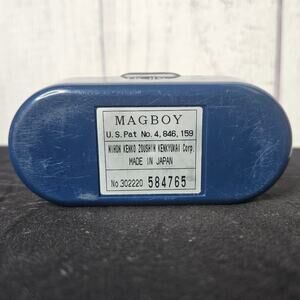 MAGBOY
U.S. Pat No. 4,846,159
NIHON KENKO ZOUSHIN KENKYUKAI Corp.
MADE IN JAPAN
No. 302220 584765